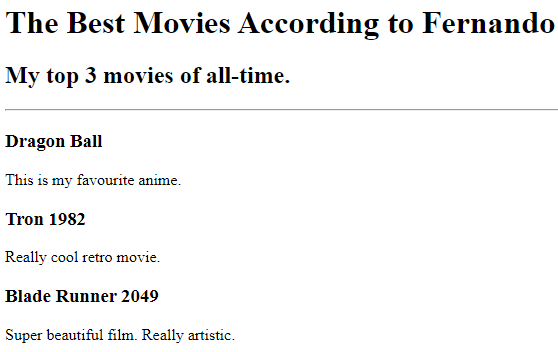 The Best Movies According to Fernando
My top 3 movies of all-time.
Dragon Ball
This is my favourite anime.
Tron 1982
Really cool retro movie.
Blade Runner 2049
Super beautiful film. Really artistic.